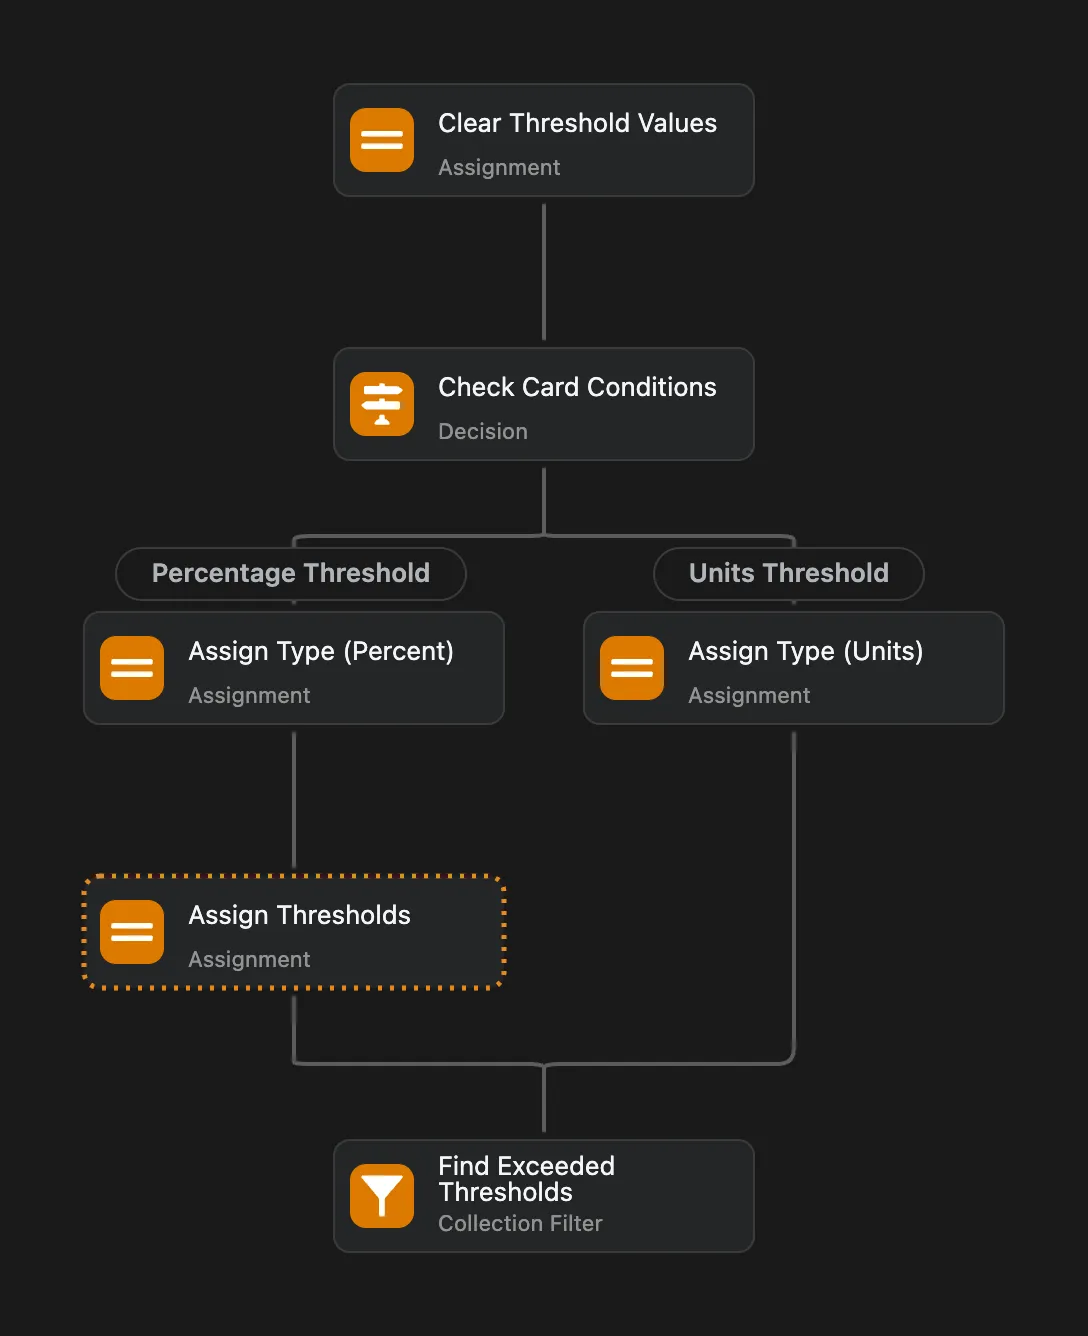 Clear Threshold Values
Assignment
Check Card Conditions
Decision
Percentage Threshold
Units Threshold
Assign Type (Percent)
Assignment
Assign Type (Units)
Assignment
Assign Thresholds
Assignment
Find Exceeded
Thresholds
Collection Filter